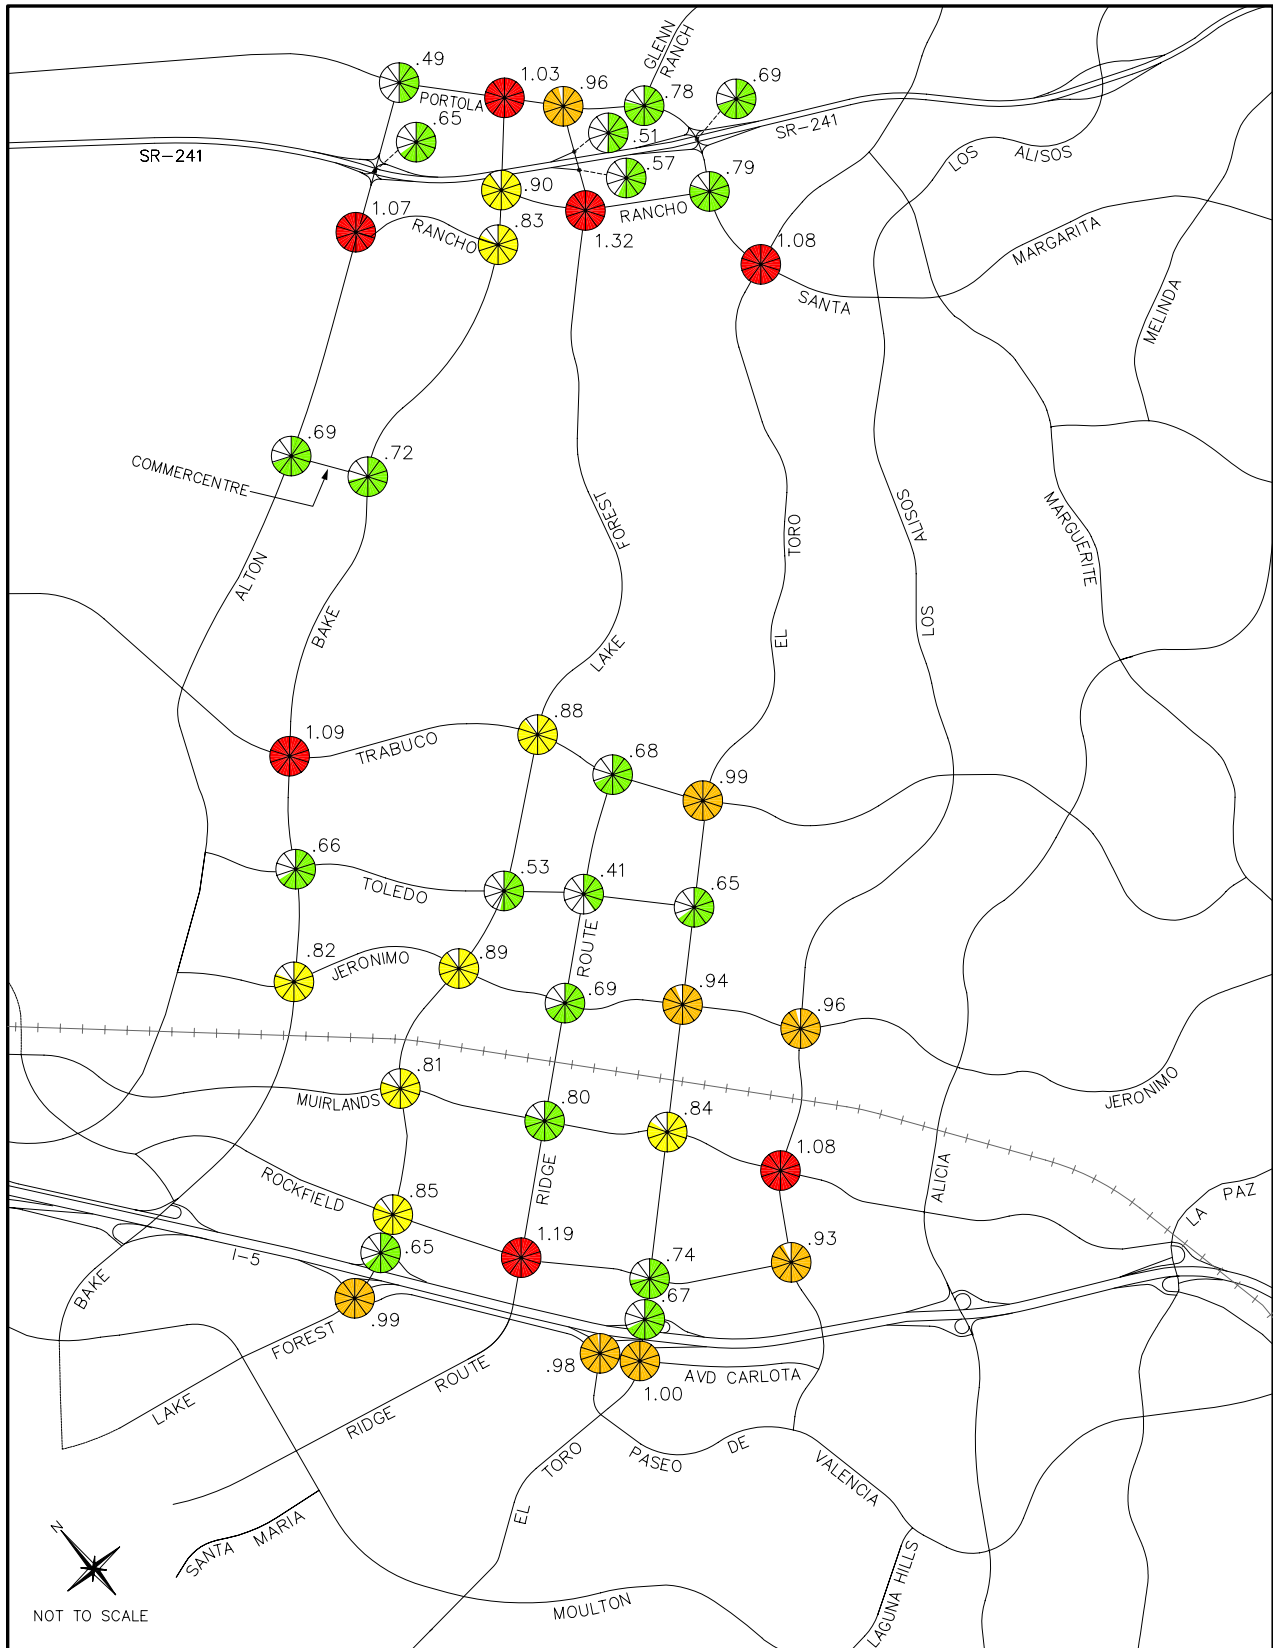 .49
1.03
.96
GLENN
RANCH
.78
.69
PORTOLA
.65
.51
SR-241
SR-241
.57
.79
LOS
ALISOS
1.07
RANCHO
.90
.83
1.32
RANCHO
1.08
SANTA
MARGARITA
MELINDA
.69
.72
COMMERCENTRE
ALTON
BAKE
FOREST
LAKE
TORO
EL
ALISOS
LOS
MARGUERITE
1.09
TRABUCO
.88
.68
.99
.66
TOLEDO
.53
.41
.65
.82
JERONIMO
.89
ROUTE
.69
.94
.96
MUIRLANDS
.81
.80
.84
JERONIMO
1.08
ROCKFIELD
RIDGE
ALICIA
LA PAZ
.85
.65
1.19
.74
.93
I-5
BAKE
.99
.67
FOREST
LAKE
.98
1.00
AVD CARLOTA
ROUTE
RIDGE
TORO
EL
PASEO
DE
VALENCIA
SANTA MARIA
N
NOT TO SCALE
MOULTON
LAGUNA HILLS